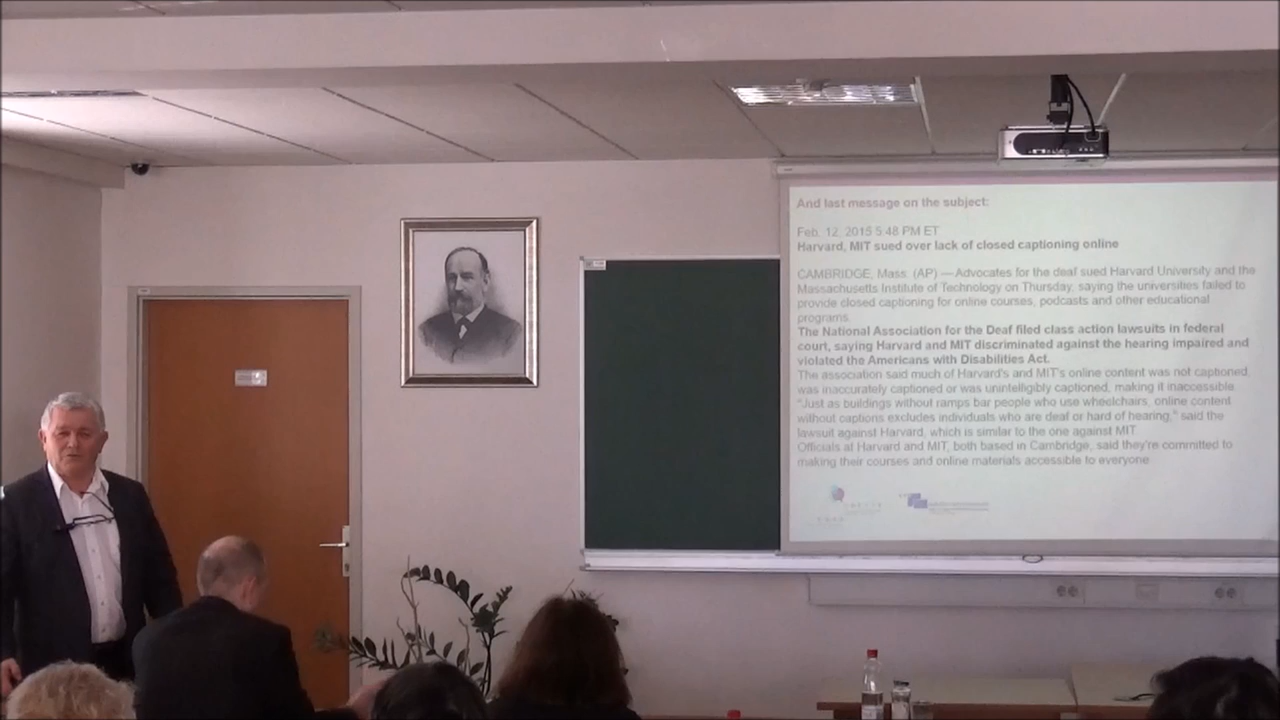 And last message on the subject:
Feb. 12, 2015 5:48 PM ET
Harvard, MIT sued over lack of closed captioning online
CAMBRIDGE, Mass. (AP) — Advocates for the deaf sued Harvard University and the
Massachusetts Institute of Technology on Thursday, saying the universities failed to
provide closed captioning for online courses, podcasts and other educational
programs.
The National Association for the Deaf filed class action lawsuits in federal
court, saying Harvard and MIT discriminated against the hearing impaired and
violated the Americans with Disabilities Act.
The association said much of Harvard's and MIT's online content was not captioned,
was inaccurately captioned or was unintelligibly captioned, making it inaccessible.
"Just as buildings without ramps bar people who use wheelchairs, online content
without captions excludes individuals who are deaf or hard of hearing," said the
lawsuit against Harvard, which is similar to the one against MIT.
Officials at Harvard and MIT, both based in Cambridge, said they're committed to
making their courses and online materials accessible to everyone.